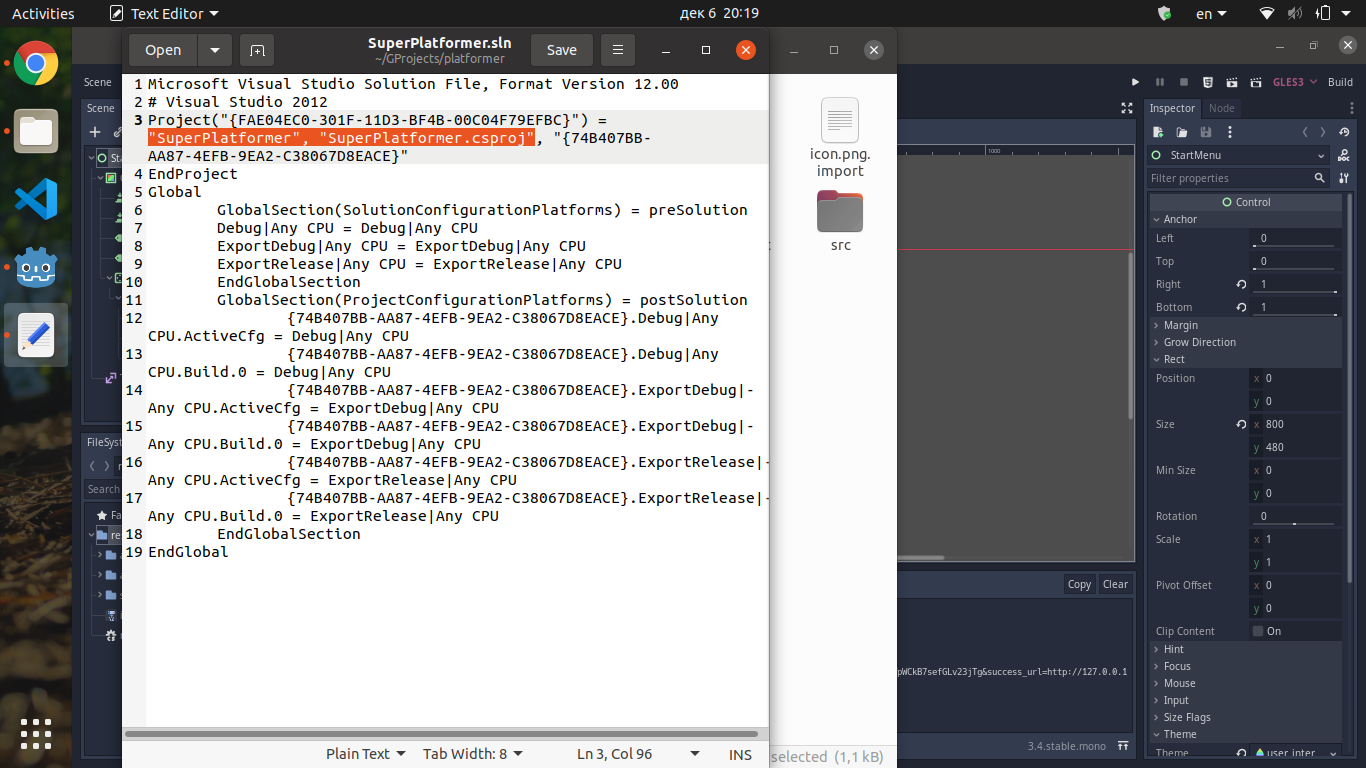 Activities
Text Editor
дек 6 20:19
en
Open
SuperPlatformer.sln
~/GProjects/platformer
Save
1 Microsoft Visual Studio Solution File, Format Version 12.00
2 # Visual Studio 2012
3 Project("{FAE04EC0-301F-11D3-BF4B-00C04F79EFBC}") =
"SuperPlatformer", "SuperPlatformer.csproj", "{74B407BB-
AA87-4EFB-9EA2-C38067D8EACE}"
4 EndProject
5 Global
6 GlobalSection(SolutionConfigurationPlatforms) = preSolution
7 Debug|Any CPU = Debug|Any CPU
8 ExportDebug|Any CPU = ExportDebug|Any CPU
9 ExportRelease|Any CPU = ExportRelease|Any CPU
10 EndGlobalSection
11 GlobalSection(ProjectConfigurationPlatforms) = postSolution
12 {74B407BB-AA87-4EFB-9EA2-C38067D8EACE}.Debug|Any
CPU.ActiveCfg = Debug|Any CPU
13 {74B407BB-AA87-4EFB-9EA2-C38067D8EACE}.Debug|Any
CPU.Build.0 = Debug|Any CPU
14 {74B407BB-AA87-4EFB-9EA2-C38067D8EACE}.ExportDebug|-
Any CPU.ActiveCfg = ExportDebug|Any CPU
15 {74B407BB-AA87-4EFB-9EA2-C38067D8EACE}.ExportDebug|-
Any CPU.Build.0 = ExportDebug|Any CPU
16 {74B407BB-AA87-4EFB-9EA2-C38067D8EACE}.ExportRelease|-
Any CPU.ActiveCfg = ExportRelease|Any CPU
17 {74B407BB-AA87-4EFB-9EA2-C38067D8EACE}.ExportRelease|-
Any CPU.Build.0 = ExportRelease|Any CPU
18 EndGlobalSection
19 EndGlobal
Plain Text
Tab Width: 8
Ln 3, Col 96
INS
icon.png.
import
src
selected (1,1 kB)
Scene
Scene
FileSyst
Search
Fa
re
GLES3
Build
1000
Copy
Clear
pWCkB7sefGLv23jTg&success_url=http://127.0.0.1
3.4.stable.mono
Inspector
Node
StartMenu
Filter properties
Control
Anchor
Left 0
Top 0
Right 1
Bottom 1
Margin
Grow Direction
Rect
Position x 0
y 0
Size x 800
y 480
Min Size x 0
y 0
Rotation 0
Scale x 1
y 1
Pivot Offset x 0
y 0
Clip Content On
Hint
Focus
Mouse
Input
Size Flags
Theme
Theme user_inter